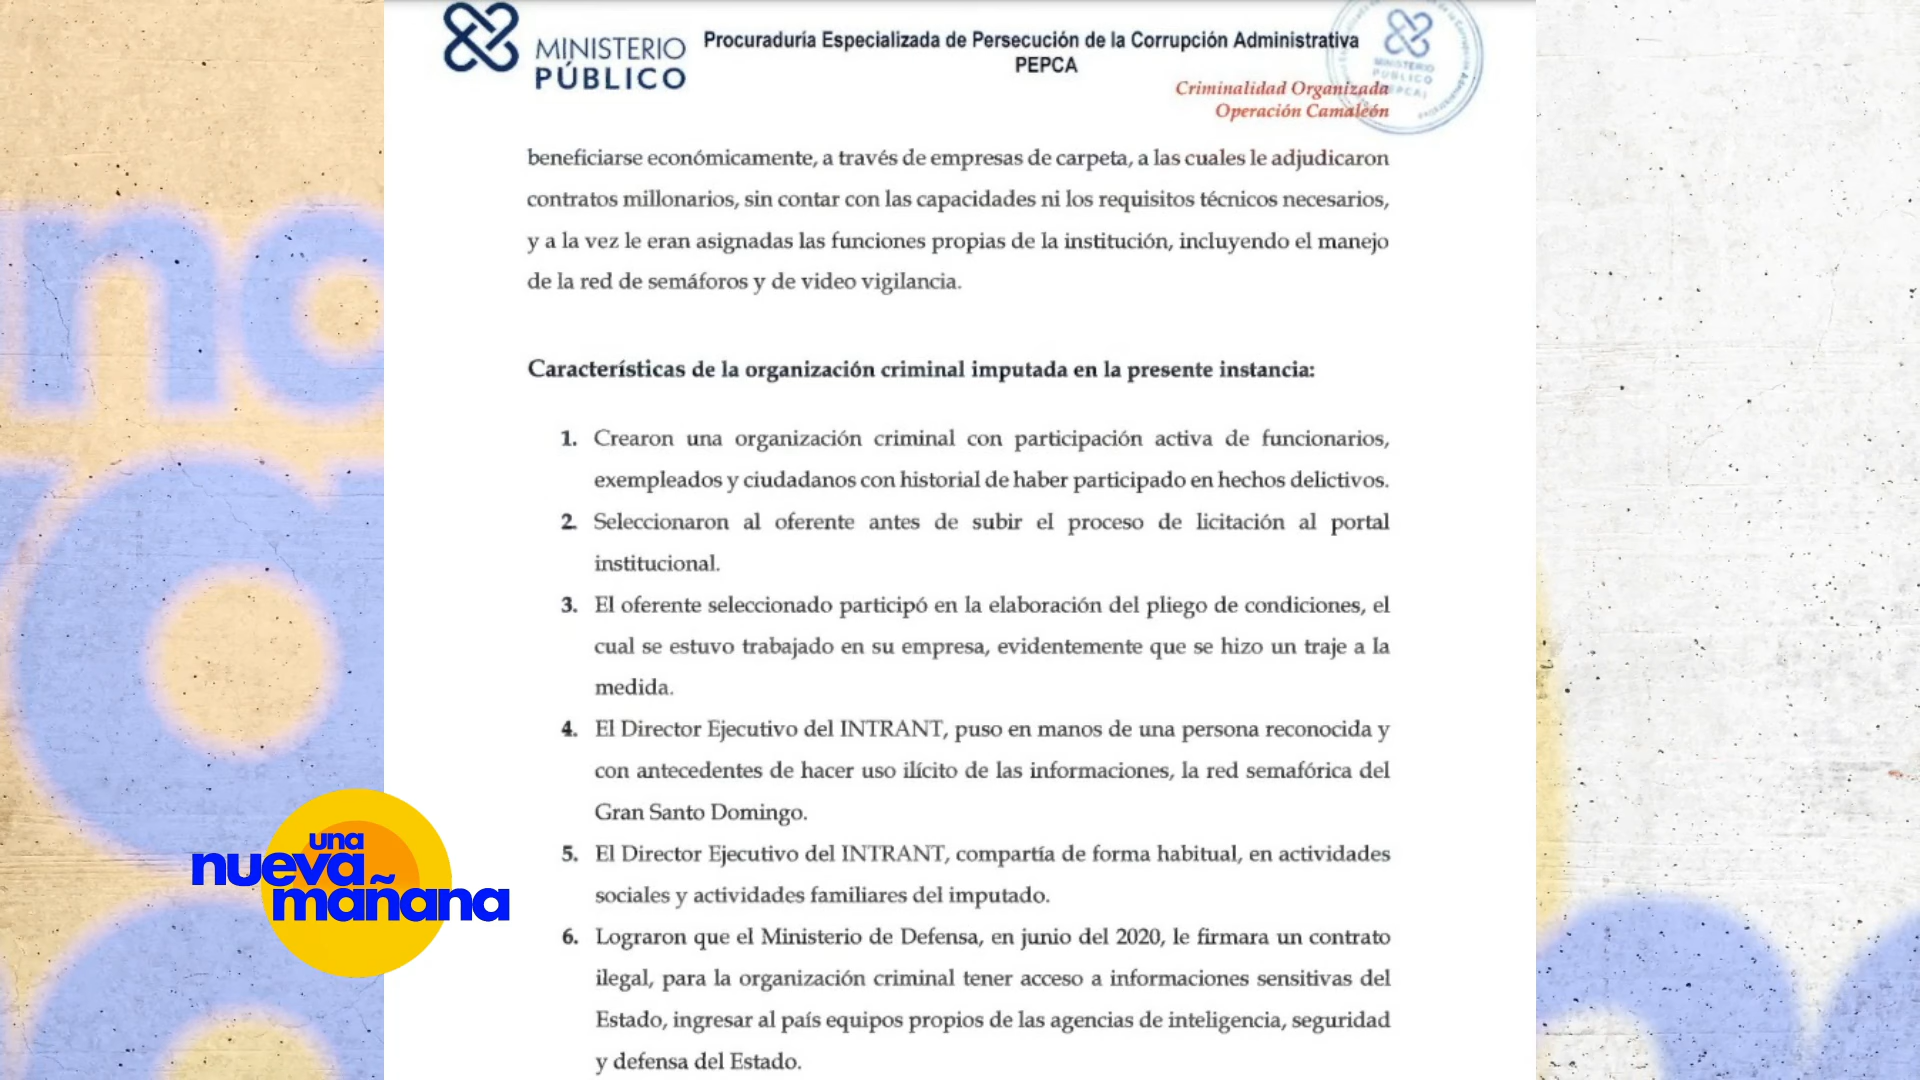 MINISTERIO
PÚBLICO
Procuraduría Especializada de Persecución de la Corrupción Administrativa
PEPCA
Criminalidad Organizada
Operación Camaleón
MINISTERIO
PÚBLICO
beneficiarse económicamente, a través de empresas de carpeta, a las cuales le adjudicaron
contratos millonarios, sin contar con las capacidades ni los requisitos técnicos necesarios,
y a la vez le eran asignadas las funciones propias de la institución, incluyendo el manejo
de la red de semáforos y de video vigilancia.
Características de la organización criminal imputada en la presente instancia:
1. Crearon una organización criminal con participación activa de funcionarios,
exempleados y ciudadanos con historial de haber participado en hechos delictivos.
2. Seleccionaron al oferente antes de subir el proceso de licitación al portal
institucional.
3. El oferente seleccionado participó en la elaboración del pliego de condiciones, el
cual se estuvo trabajado en su empresa, evidentemente que se hizo un traje a la
medida.
4. El Director Ejecutivo del INTRANT, puso en manos de una persona reconocida y
con antecedentes de hacer uso ilícito de las informaciones, la red semafórica del
Gran Santo Domingo.
5. El Director Ejecutivo del INTRANT, compartía de forma habitual, en actividades
sociales y actividades familiares del imputado.
6. Lograron que el Ministerio de Defensa, en junio del 2020, le firmara un contrato
ilegal, para la organización criminal tener acceso a informaciones sensitivas del
Estado, ingresar al país equipos propios de las agencias de inteligencia, seguridad
y defensa del Estado.
una
nueva
mañana